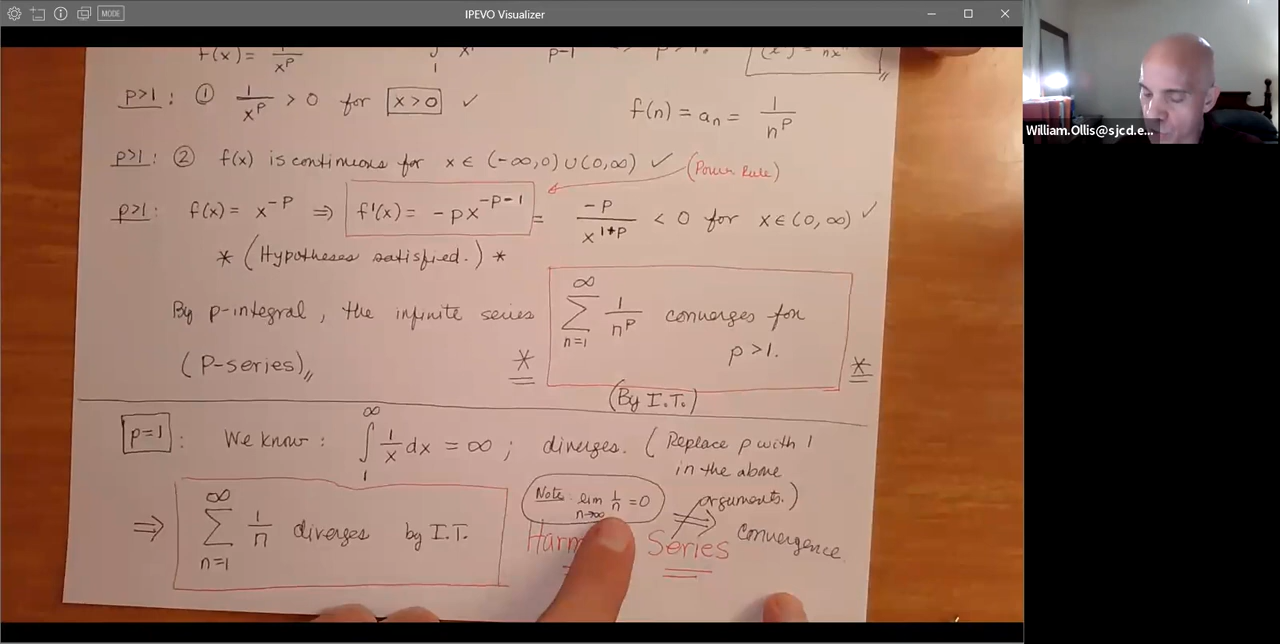 IPEVO Visualizer
MODE
f(x) = 1/x^p
p-1
p>1: ① 1/x^p > 0 for x>0 ✓
f(n) = a_n = 1/n^p
p>1: ② f(x) is continuous for x ∈ (-∞,0) ∪ (0,∞) ✓ (Power Rule)
p>1: f(x) = x^-p ⇒ f'(x) = -px^-p-1 = -p/x^1+p < 0 for x ∈ (0,∞) ✓
* (Hypotheses satisfied.) *
By p-integral, the infinite series ∑_{n=1}^∞ 1/n^p converges for
p >1.
(P-series)
* *
(By I.T.)
p=1: We know: ∫_1^∞ 1/x dx = ∞ ; diverges. (Replace p with 1
in the above
arguments.)
⇒ ∑_{n=1}^∞ 1/n diverges by I.T.
Note: lim_{n→∞} 1/n = 0 ⇏ Convergence.
Series
William.Ollis@sjcd.e...